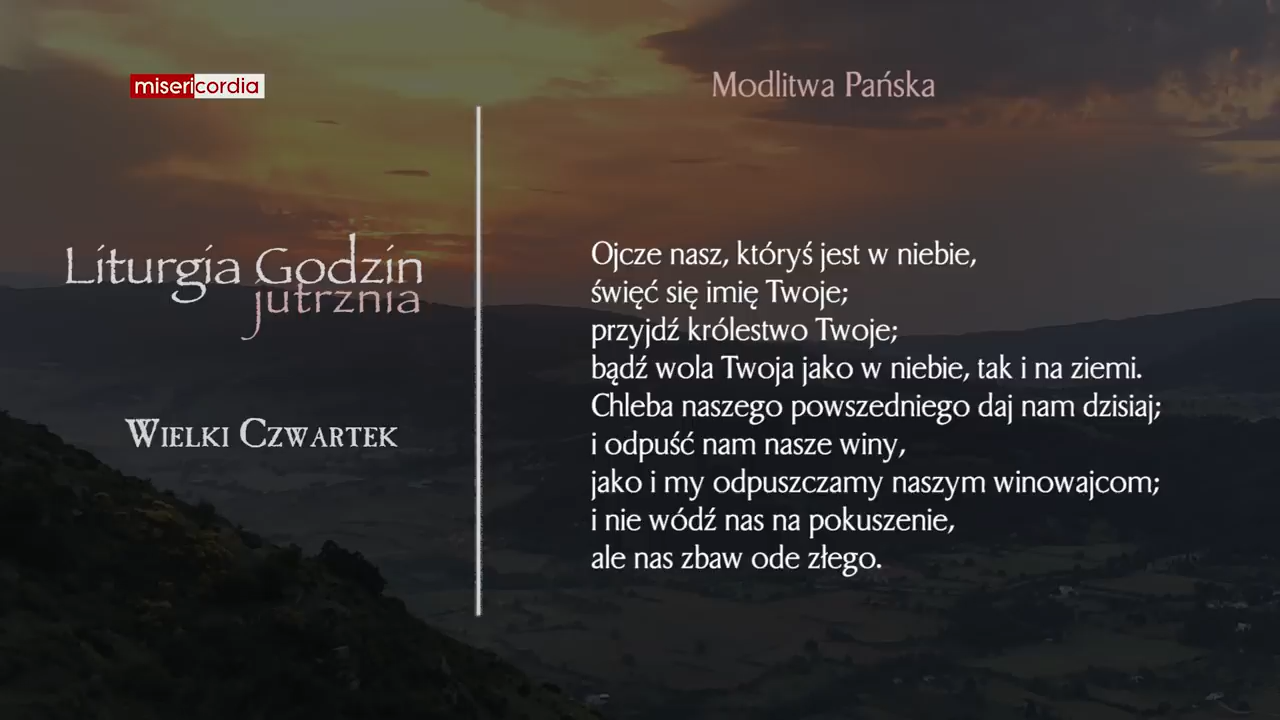 misericordia
Liturgia Godzin
jutrznia
Wielki Czwartek
Modlitwa Pańska
Ojcze nasz, któryś jest w niebie,
święć się imię Twoje;
przyjdź królestwo Twoje;
bądź wola Twoja jako w niebie, tak i na ziemi.
Chleba naszego powszedniego daj nam dzisiaj;
i odpuść nam nasze winy,
jako i my odpuszczamy naszym winowajcom;
i nie wódź nas na pokuszenie,
ale nas zbaw ode złego.